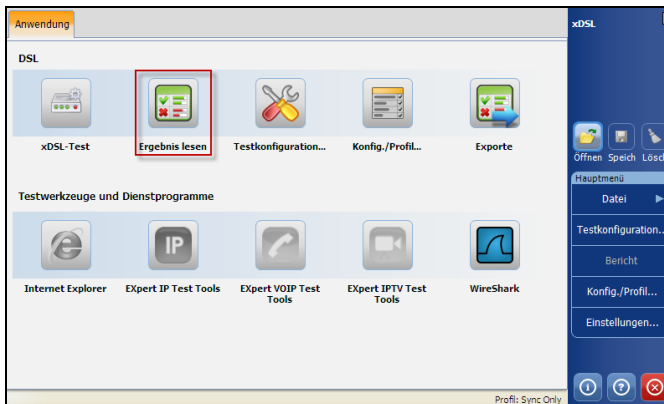 Anwendung
DSL
xDSL-Test
Ergebnis lesen
Testkonfiguration...
Konfig./Profil...
Exporte
Testwerkzeuge und Dienstprogramme
IP
Internet Explorer
EXpert IP Test Tools
EXpert VOIP Test
Tools
EXpert IPTV Test
Tools
WireShark
Profil: Sync Only
xDSL
Öffnen Speich Lösch
Hauptmenü
Datei
Testkonfiguration...
Bericht
Konfig./Profil...
Einstellungen...